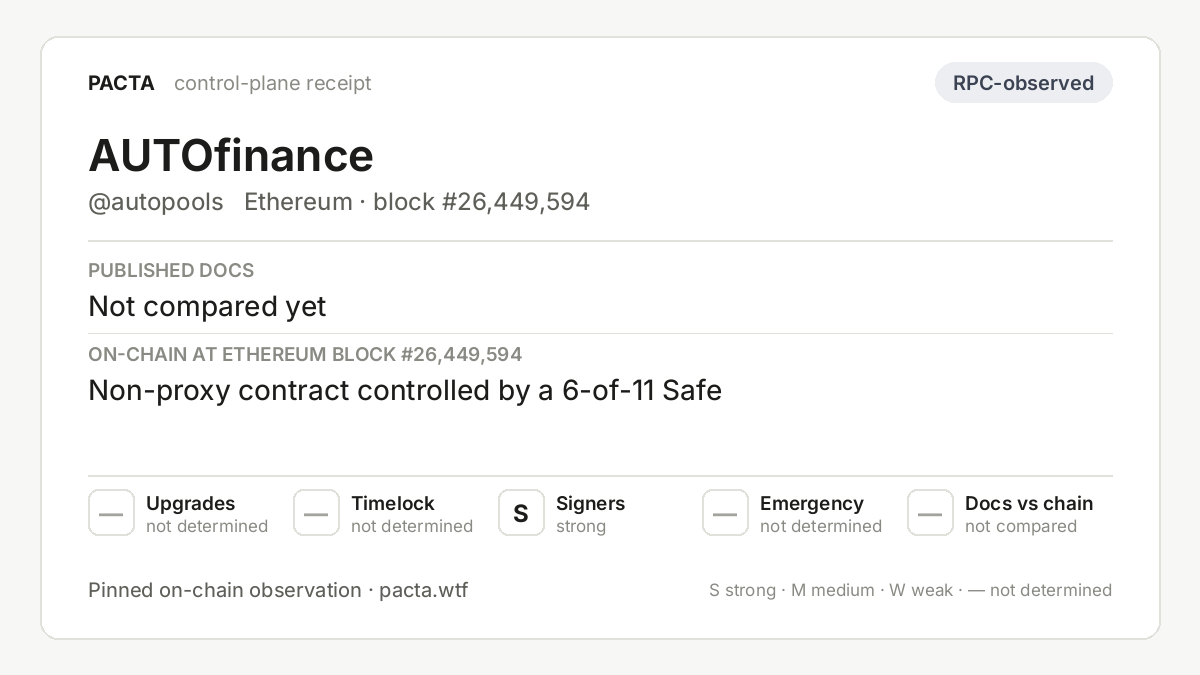 PACTA control-plane receipt RPC-observed
AUTOfinance
@autopools Ethereum · block #26,449,594
PUBLISHED DOCS
Not compared yet
ON-CHAIN AT ETHEREUM BLOCK #26,449,594
Non-proxy contract controlled by a 6-of-11 Safe
— Upgrades not determined
— Timelock not determined
S Signers strong
— Emergency not determined
— Docs vs chain not compared
Pinned on-chain observation · pacta.wtf
S strong · M medium · W weak · — not determined